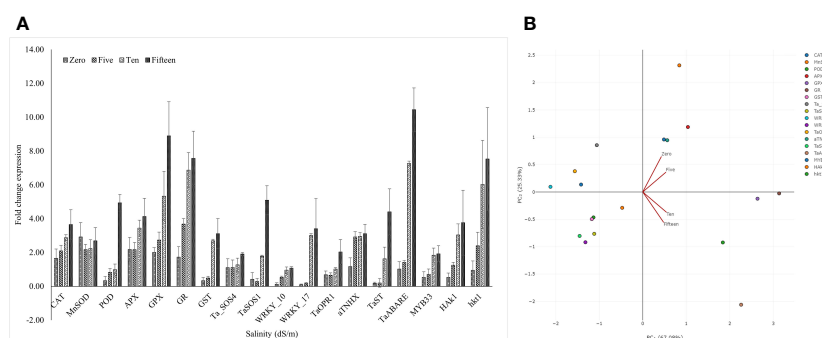 A
B
Zero Five Ten Fifteen
14.00
12.00
10.00
8.00
6.00
4.00
2.00
0.00
-2.00
Fold change expression
CAT
MnSOD
POD
APX
GPX
GR
GST
Ta_SOS4
TaSOS1
WRKY_10
WRKY_17
TaOPR1
aTNHX
TaST
TaABARE
MYB33
HAk1
hkt1
Salinity (dS/m)
2.5
2
1.5
1
0.5
0
−0.5
−1
−1.5
−2
PC₂ (25.33%)
Zero
Five
Ten
Fifteen
−2
−1
0
1
2
3
CAT
POD
GR
GST
hkt